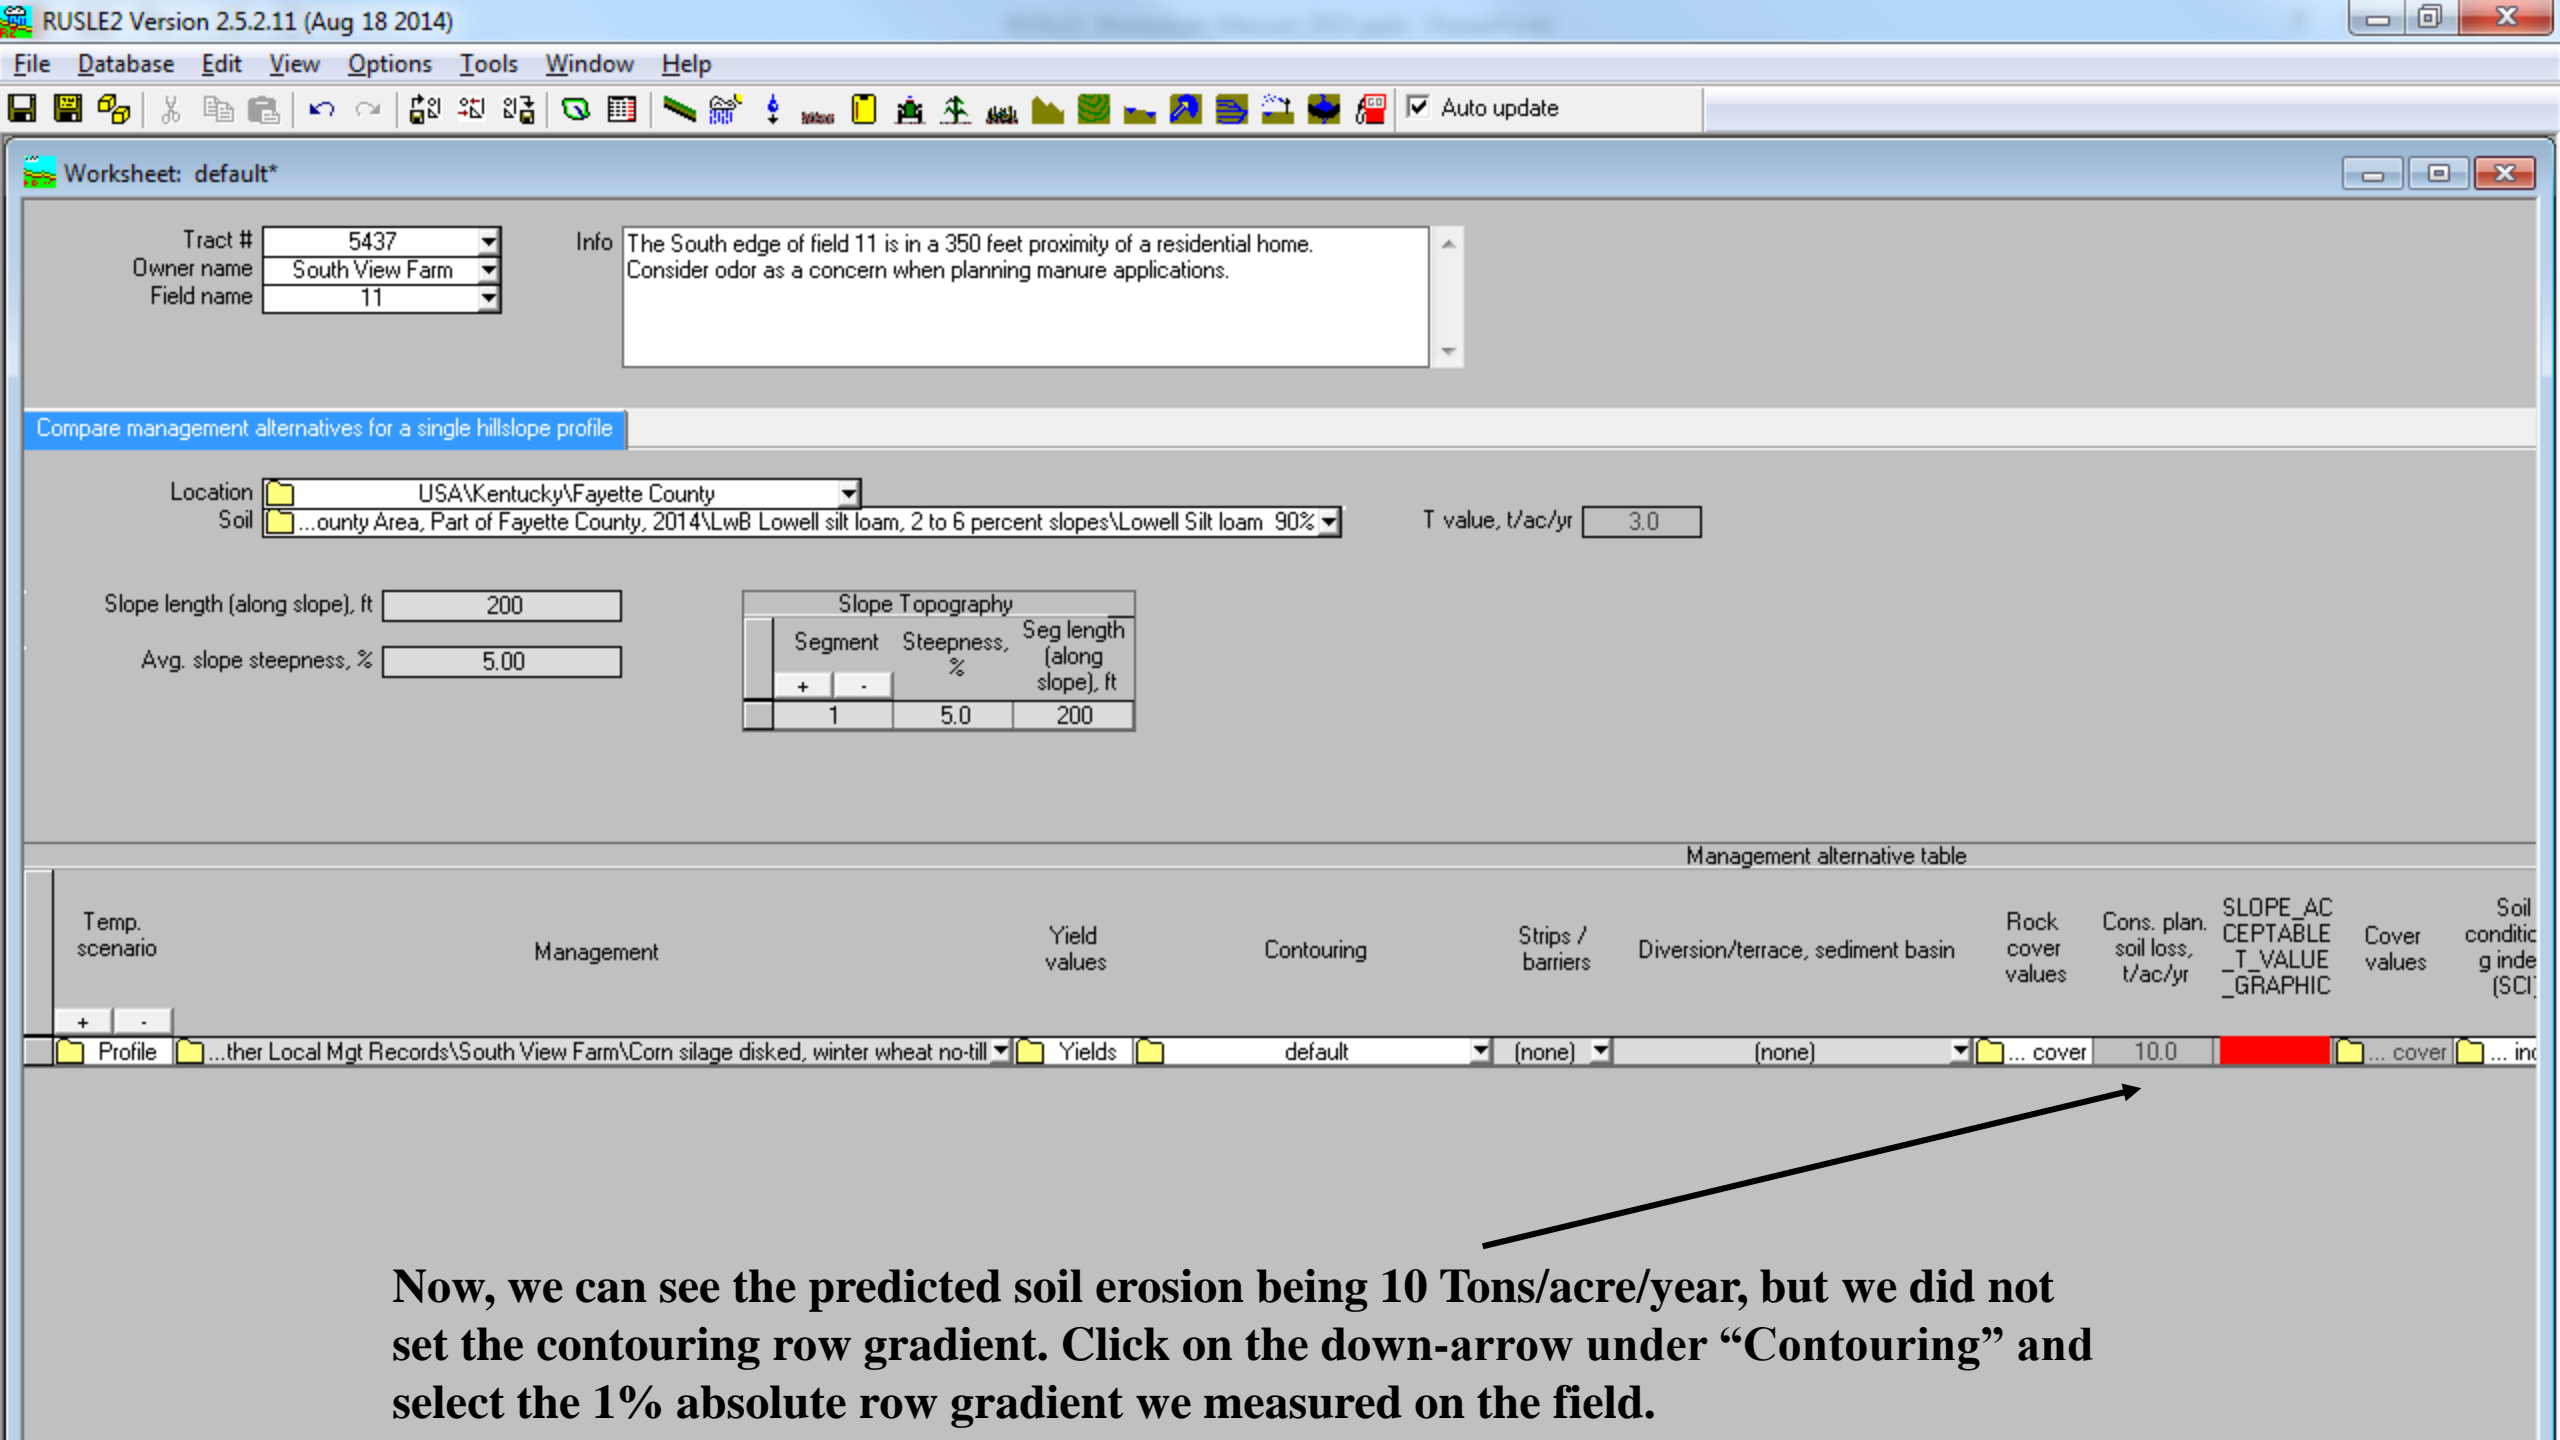 RUSLE2 Version 2.5.2.11 (Aug 18 2014)
File Database Edit View Options Tools Window Help
Auto update
Worksheet: default*
Tract # 5437
Owner name South View Farm
Field name 11
Info The South edge of field 11 is in a 350 feet proximity of a residential home.
Consider odor as a concern when planning manure applications.
Compare management alternatives for a single hillslope profile
Location USA\Kentucky\Fayette County
Soil ...ounty Area, Part of Fayette County, 2014\LwB Lowell silt loam, 2 to 6 percent slopes\Lowell Silt loam 90%
T value, t/ac/yr 3.0
Slope length (along slope), ft 200
Avg. slope steepness, % 5.00
Slope Topography
Segment
+ -
Steepness,
%
Seg length
(along
slope), ft
1 5.0 200
Management alternative table
Temp.
scenario
+ -
Management
Yield
values
Contouring
Strips /
barriers
Diversion/terrace, sediment basin
Rock
cover
values
Cons. plan.
soil loss,
t/ac/yr
SLOPE_AC
CEPTABLE
_T_VALUE
_GRAPHIC
Cover
values
Soil
conditio
g inde
(SCI)
Profile ...ther Local Mgt Records\South View Farm\Corn silage disked, winter wheat no-till Yields default (none) (none) ... cover 10.0 ... cover ... ind
Now, we can see the predicted soil erosion being 10 Tons/acre/year, but we did not
set the contouring row gradient. Click on the down-arrow under “Contouring” and
select the 1% absolute row gradient we measured on the field.